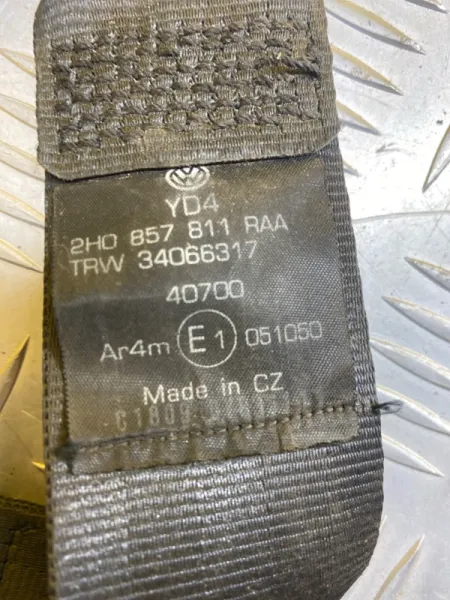 YD4
2H0 857 811 RAA
TRW 34066317
40700
Ar4m E1 051050
Made in CZ